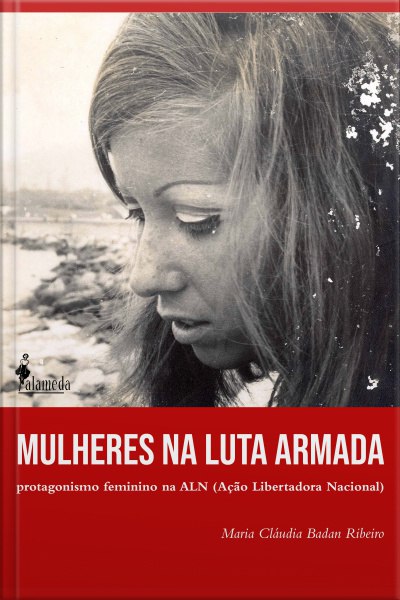 alameda
MULHERES NA LUTA ARMADA
protagonismo feminino na ALN (Ação Libertadora Nacional)
Maria Cláudia Badan Ribeiro